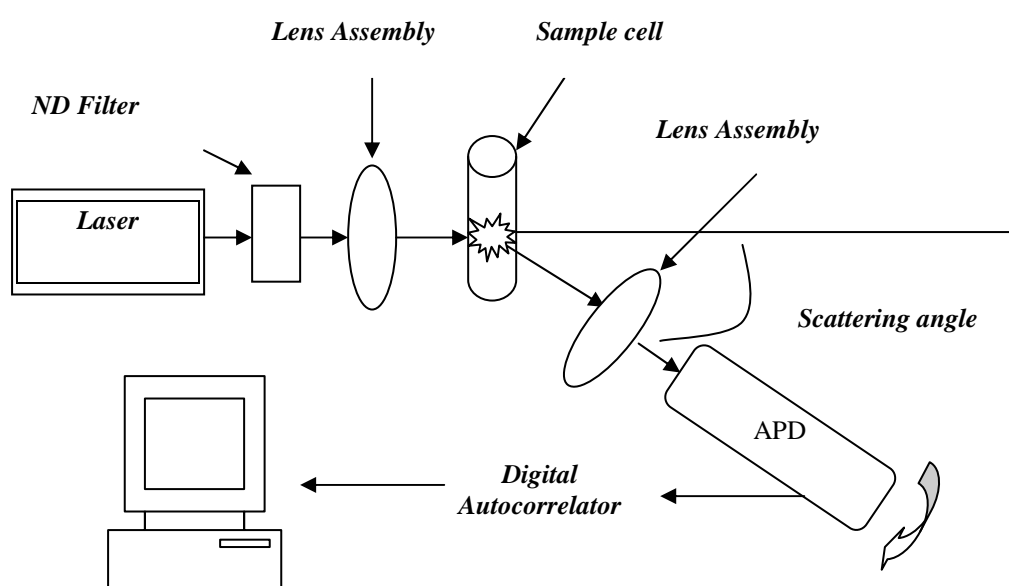 Lens Assembly
Sample cell
ND Filter
Lens Assembly
Laser
Scattering angle
APD
Digital
Autocorrelator